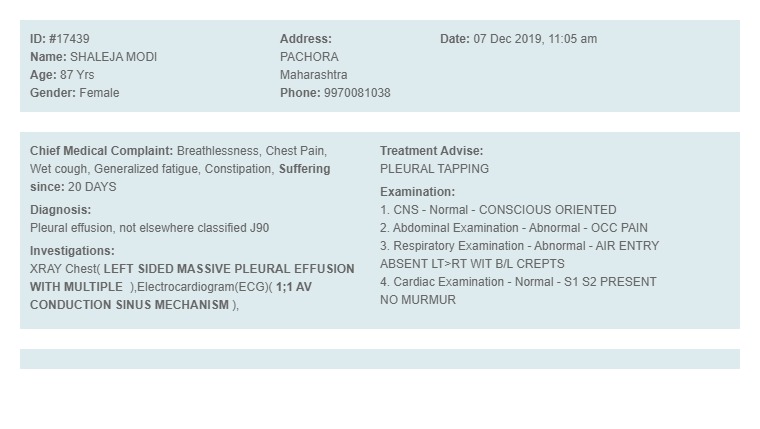 ID: #17439
Name: SHALEJA MODI
Age: 87 Yrs
Gender: Female
Address:
PACHORA
Maharashtra
Phone: 9970081038
Date: 07 Dec 2019, 11:05 am
Chief Medical Complaint: Breathlessness, Chest Pain,
Wet cough, Generalized fatigue, Constipation, Suffering
since: 20 DAYS
Diagnosis:
Pleural effusion, not elsewhere classified J90
Investigations:
XRAY Chest( LEFT SIDED MASSIVE PLEURAL EFFUSION
WITH MULTIPLE ),Electrocardiogram(ECG)( 1;1 AV
CONDUCTION SINUS MECHANISM ),
Treatment Advise:
PLEURAL TAPPING
Examination:
1. CNS - Normal - CONSCIOUS ORIENTED
2. Abdominal Examination - Abnormal - OCC PAIN
3. Respiratory Examination - Abnormal - AIR ENTRY
ABSENT LT>RT WIT B/L CREPTS
4. Cardiac Examination - Normal - S1 S2 PRESENT
NO MURMUR